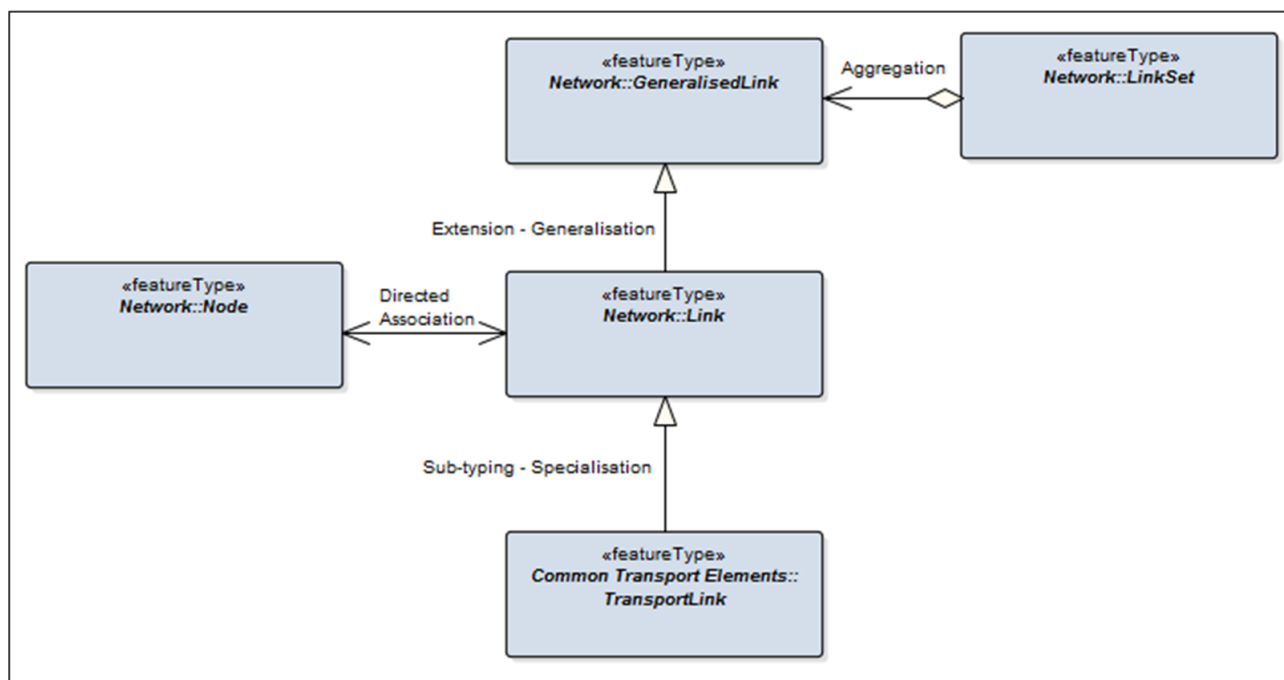 «featureType»
Network::GeneralisedLink
Aggregation
«featureType»
Network::LinkSet
Extension - Generalisation
«featureType»
Network::Node
Directed
Association
«featureType»
Network::Link
Sub-typing - Specialisation
«featureType»
Common Transport Elements::
TransportLink